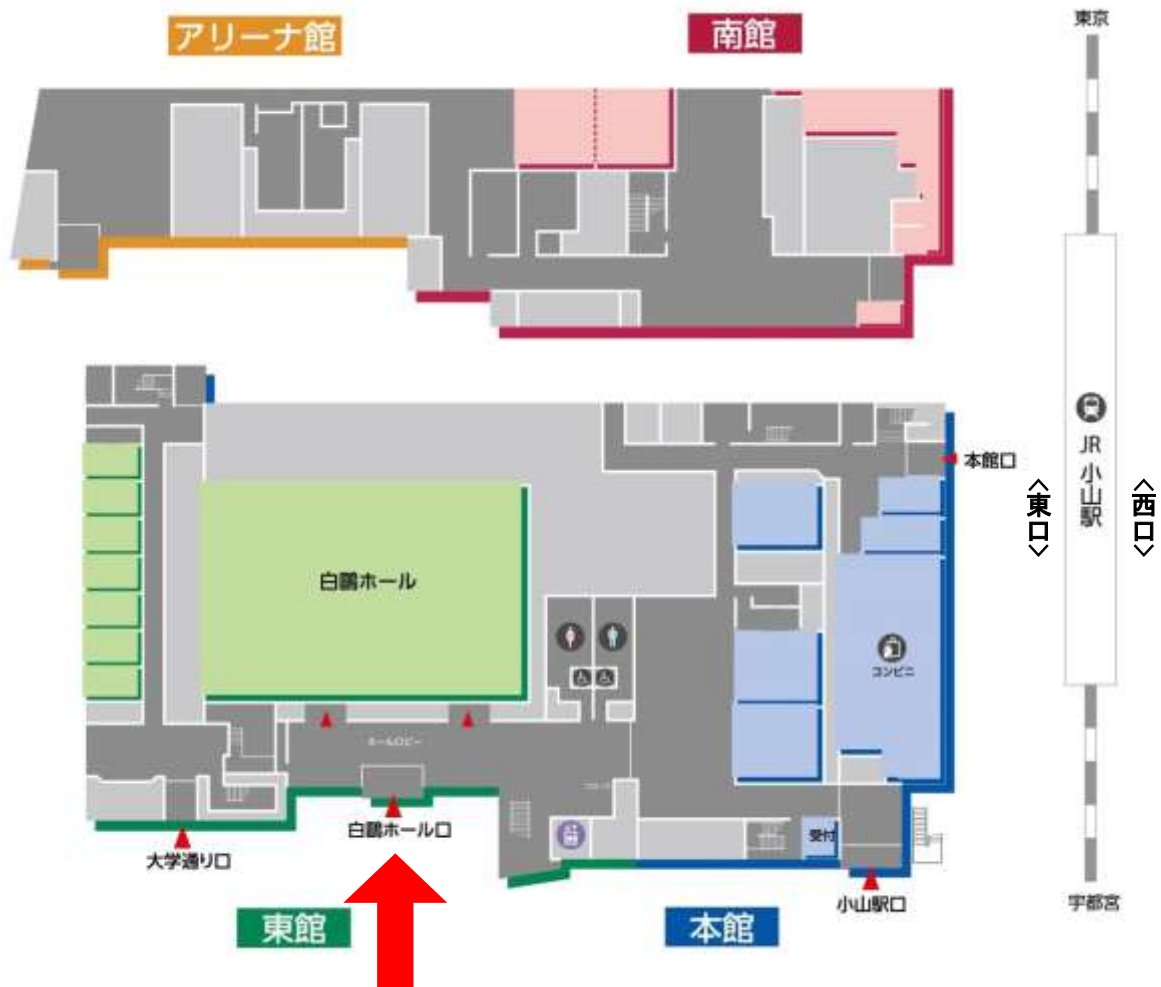 アリーナ館
南館
東京
本館口
JR
小山駅
〈東口〉
〈西口〉
白鷗ホール
コンビニ
ホールロビー
受付
白鷗ホール口
大学通り口
小山駅口
東館
本館
宇都宮